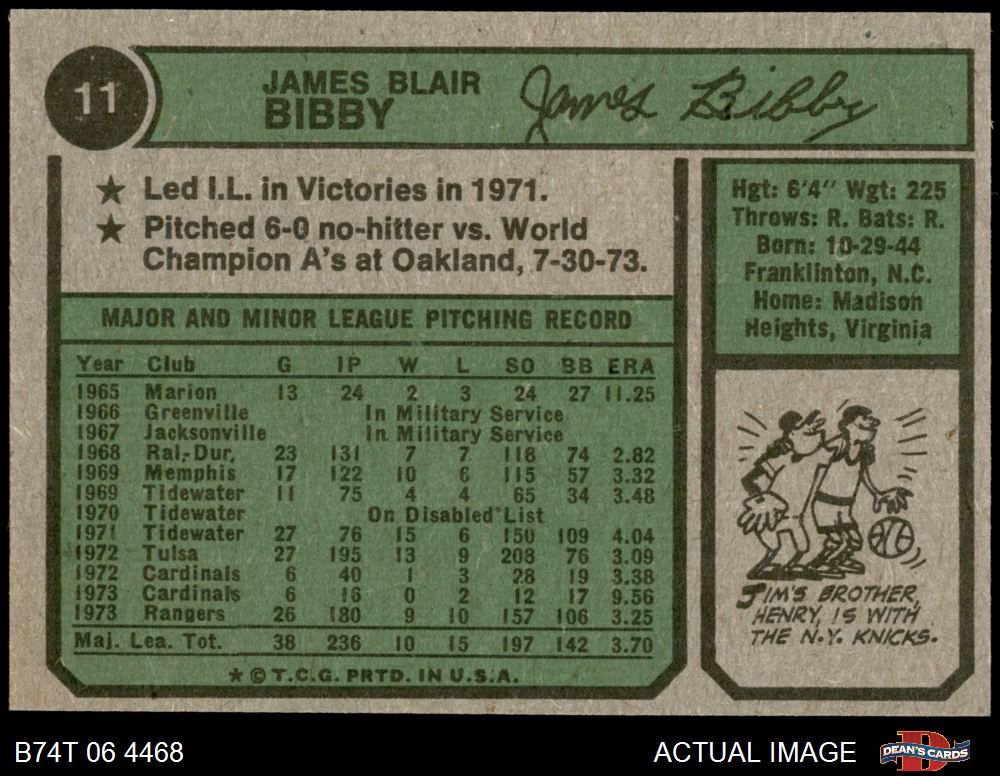 11
JAMES BLAIR
BIBBY
James Bibby
★ Led I.L. in Victories in 1971.
★ Pitched 6-0 no-hitter vs. World
Champion A's at Oakland, 7-30-73.
Hgt: 6'4" Wgt: 225
Throws: R. Bats: R.
Born: 10-29-44
Franklinton, N.C.
Home: Madison
Heights, Virginia
MAJOR AND MINOR LEAGUE PITCHING RECORD
Year Club G IP W L SO BB ERA
1965 Marion 13 24 2 3 24 27 11.25
1966 Greenville In Military Service
1967 Jacksonville In Military Service
1968 Ral,-Dur, 23 131 7 7 118 74 2.82
1969 Memphis 17 122 10 6 115 57 3.32
1969 Tidewater 11 75 4 4 65 34 3.48
1970 Tidewater On Disabled List
1971 Tidewater 27 76 15 6 150 109 4.04
1972 Tulsa 27 195 13 9 208 76 3.09
1972 Cardinals 6 40 1 3 28 19 3.38
1973 Cardinals 6 16 0 2 12 17 9.56
1973 Rangers 26 180 9 10 157 106 3.25
Maj. Lea. Tot. 38 236 10 15 197 142 3.70
★ © T.C.G. PRTD. IN U.S.A.
JIM'S BROTHER,
HENRY, IS WITH
THE N.Y. KNICKS.
B74T 06 4468
ACTUAL IMAGE
DEAN'S CARDS